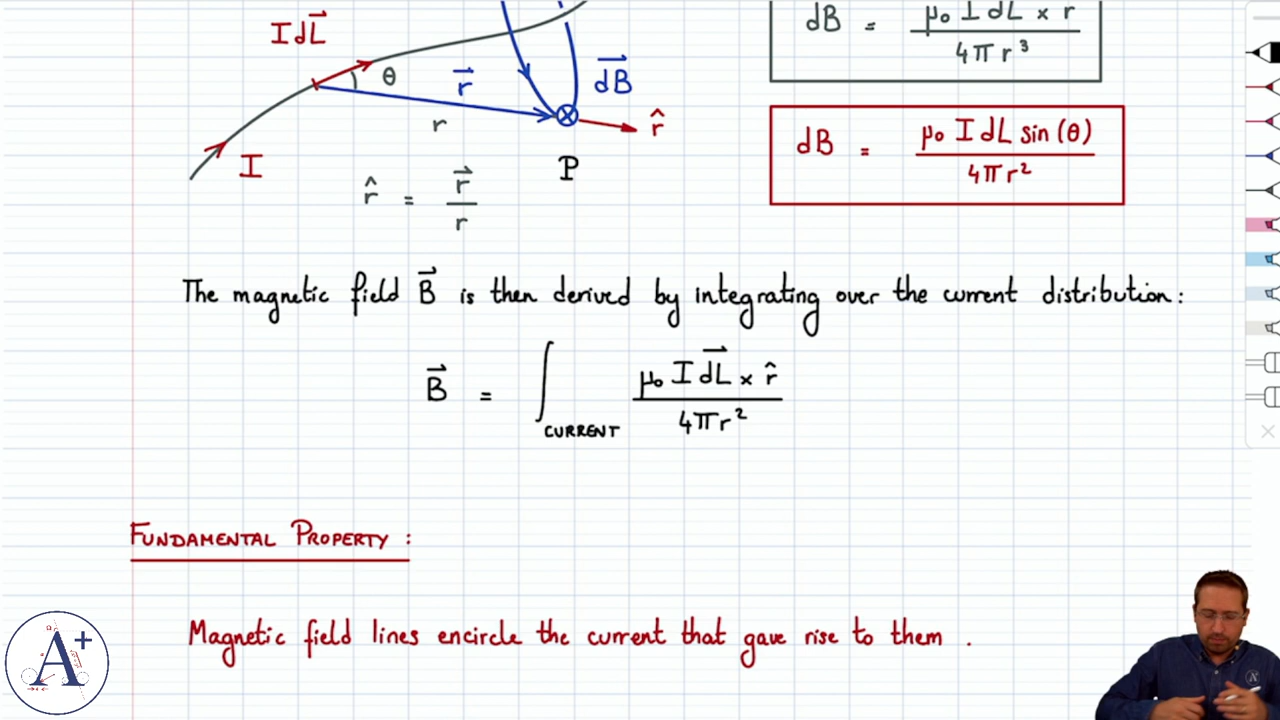 I dL⃗
dB = μ₀ I dL × r / 4π r³
θ
r⃗
dB⃗
dB = μ₀ I dL sin(θ) / 4π r²
r
r̂
I
P
r̂ = r⃗ / r
The magnetic field B⃗ is then derived by integrating over the current distribution:
B⃗ = ∫ CURRENT μ₀ I dL⃗ × r̂ / 4π r²
FUNDAMENTAL PROPERTY :
Magnetic field lines encircle the current that gave rise to them .
A+